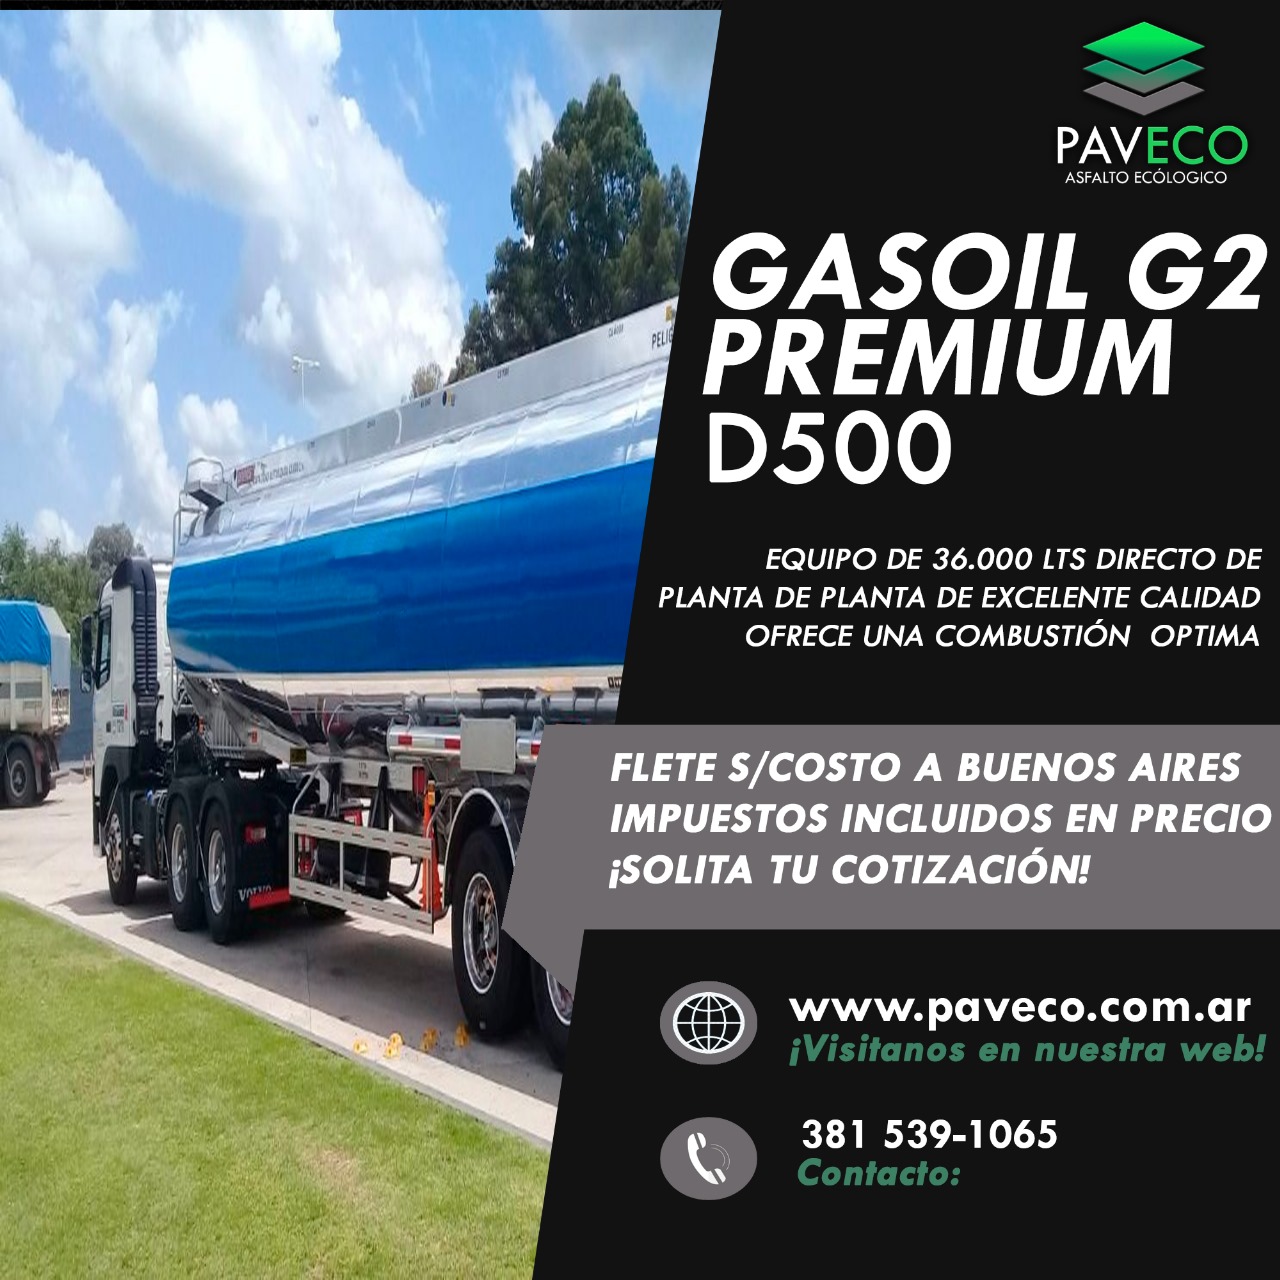 PAVECO
ASFALTO ECÓLOGICO
GASOIL G2
PREMIUM
D500
EQUIPO DE 36.000 LTS DIRECTO DE
PLANTA DE PLANTA DE EXCELENTE CALIDAD
OFRECE UNA COMBUSTIÓN OPTIMA
FLETE S/COSTO A BUENOS AIRES
IMPUESTOS INCLUIDOS EN PRECIO
¡SOLITA TU COTIZACIÓN!
www.paveco.com.ar
¡Visitanos en nuestra web!
381 539-1065
Contacto:
PELIG
VOLVO